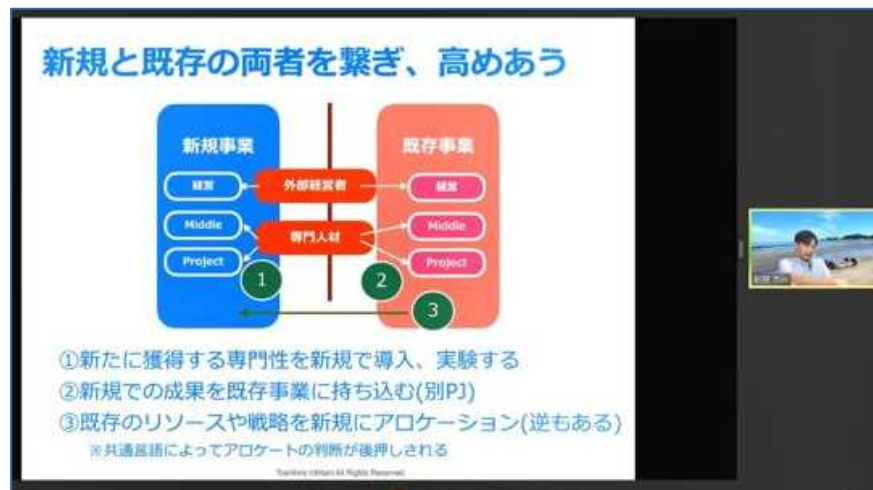 新規と既存の両者を繋ぎ、高めあう
新規事業
既存事業
経営
外部経営者
経営
Middle
専門人材
Middle
Project
Project
1
2
3
①新たに獲得する専門性を新規で導入、実験する
②新規での成果を既存事業に持ち込む(別PJ)
③既存のリソースや戦略を新規にアロケーション(逆もある)
※共通言語によってアロケートの判断が後押しされる
All Rights Reserved